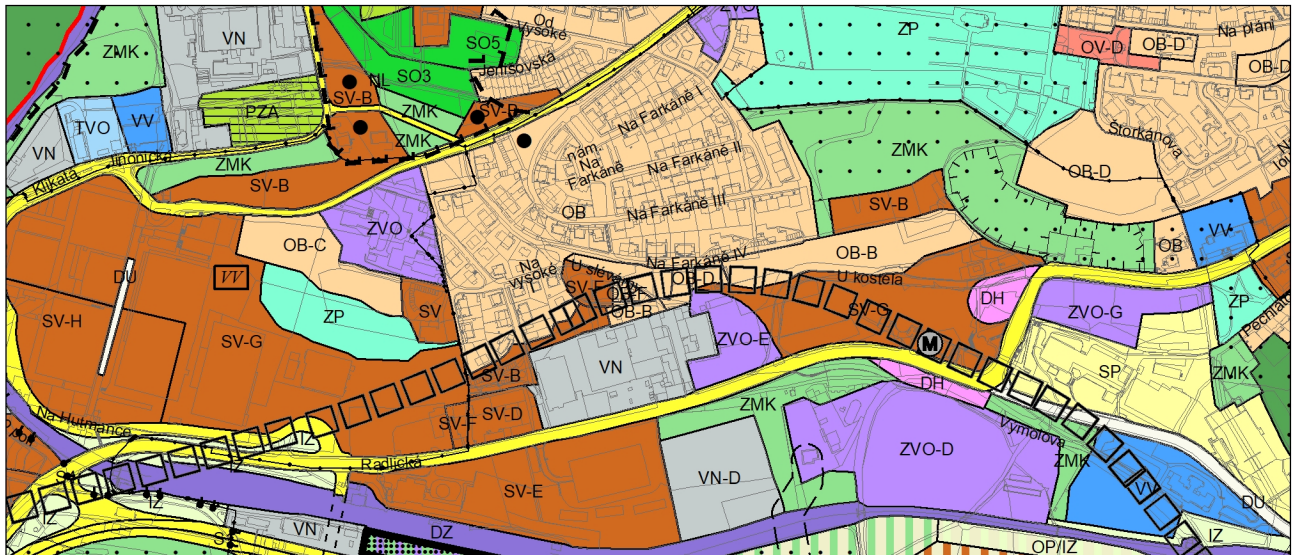 ZMK
VN
Od
Vysoké
SO5
ZVO
ZP
OV-D
OB-D
Na pláni
OB-D
SO3
Jenišovská
NL
SV-B
PZA
ZMK
SV-B
Na Farkáně
TVO
VV
VN
ZMK
nám.
Na
Farkáně
Na Farkáně II
ZMK
Štorkánova
Jinonická
ZMK
Klikatá
SV-B
OB-D
ZVO
OB
Na Farkáně III
SV-B
OB-C
OB-B
OB
VV
DU
VV
Na
vysoké I
Na Farkáně IV
OB-D
U kostela
SV-H
SV-G
ZP
SV
OB-B
SV-G
DH
ZVO-G
ZP
M
ZVO-E
VN
SV-B
SP
ZMK
DH
Na Hutmance
IZ
SV-F
SV-D
ZMK
Vymolova
Radlická
ZVO-D
ZMK
SV-E
VN-D
VV
DU
IZ
IZ
VN
DZ
IZ
OP/IZ